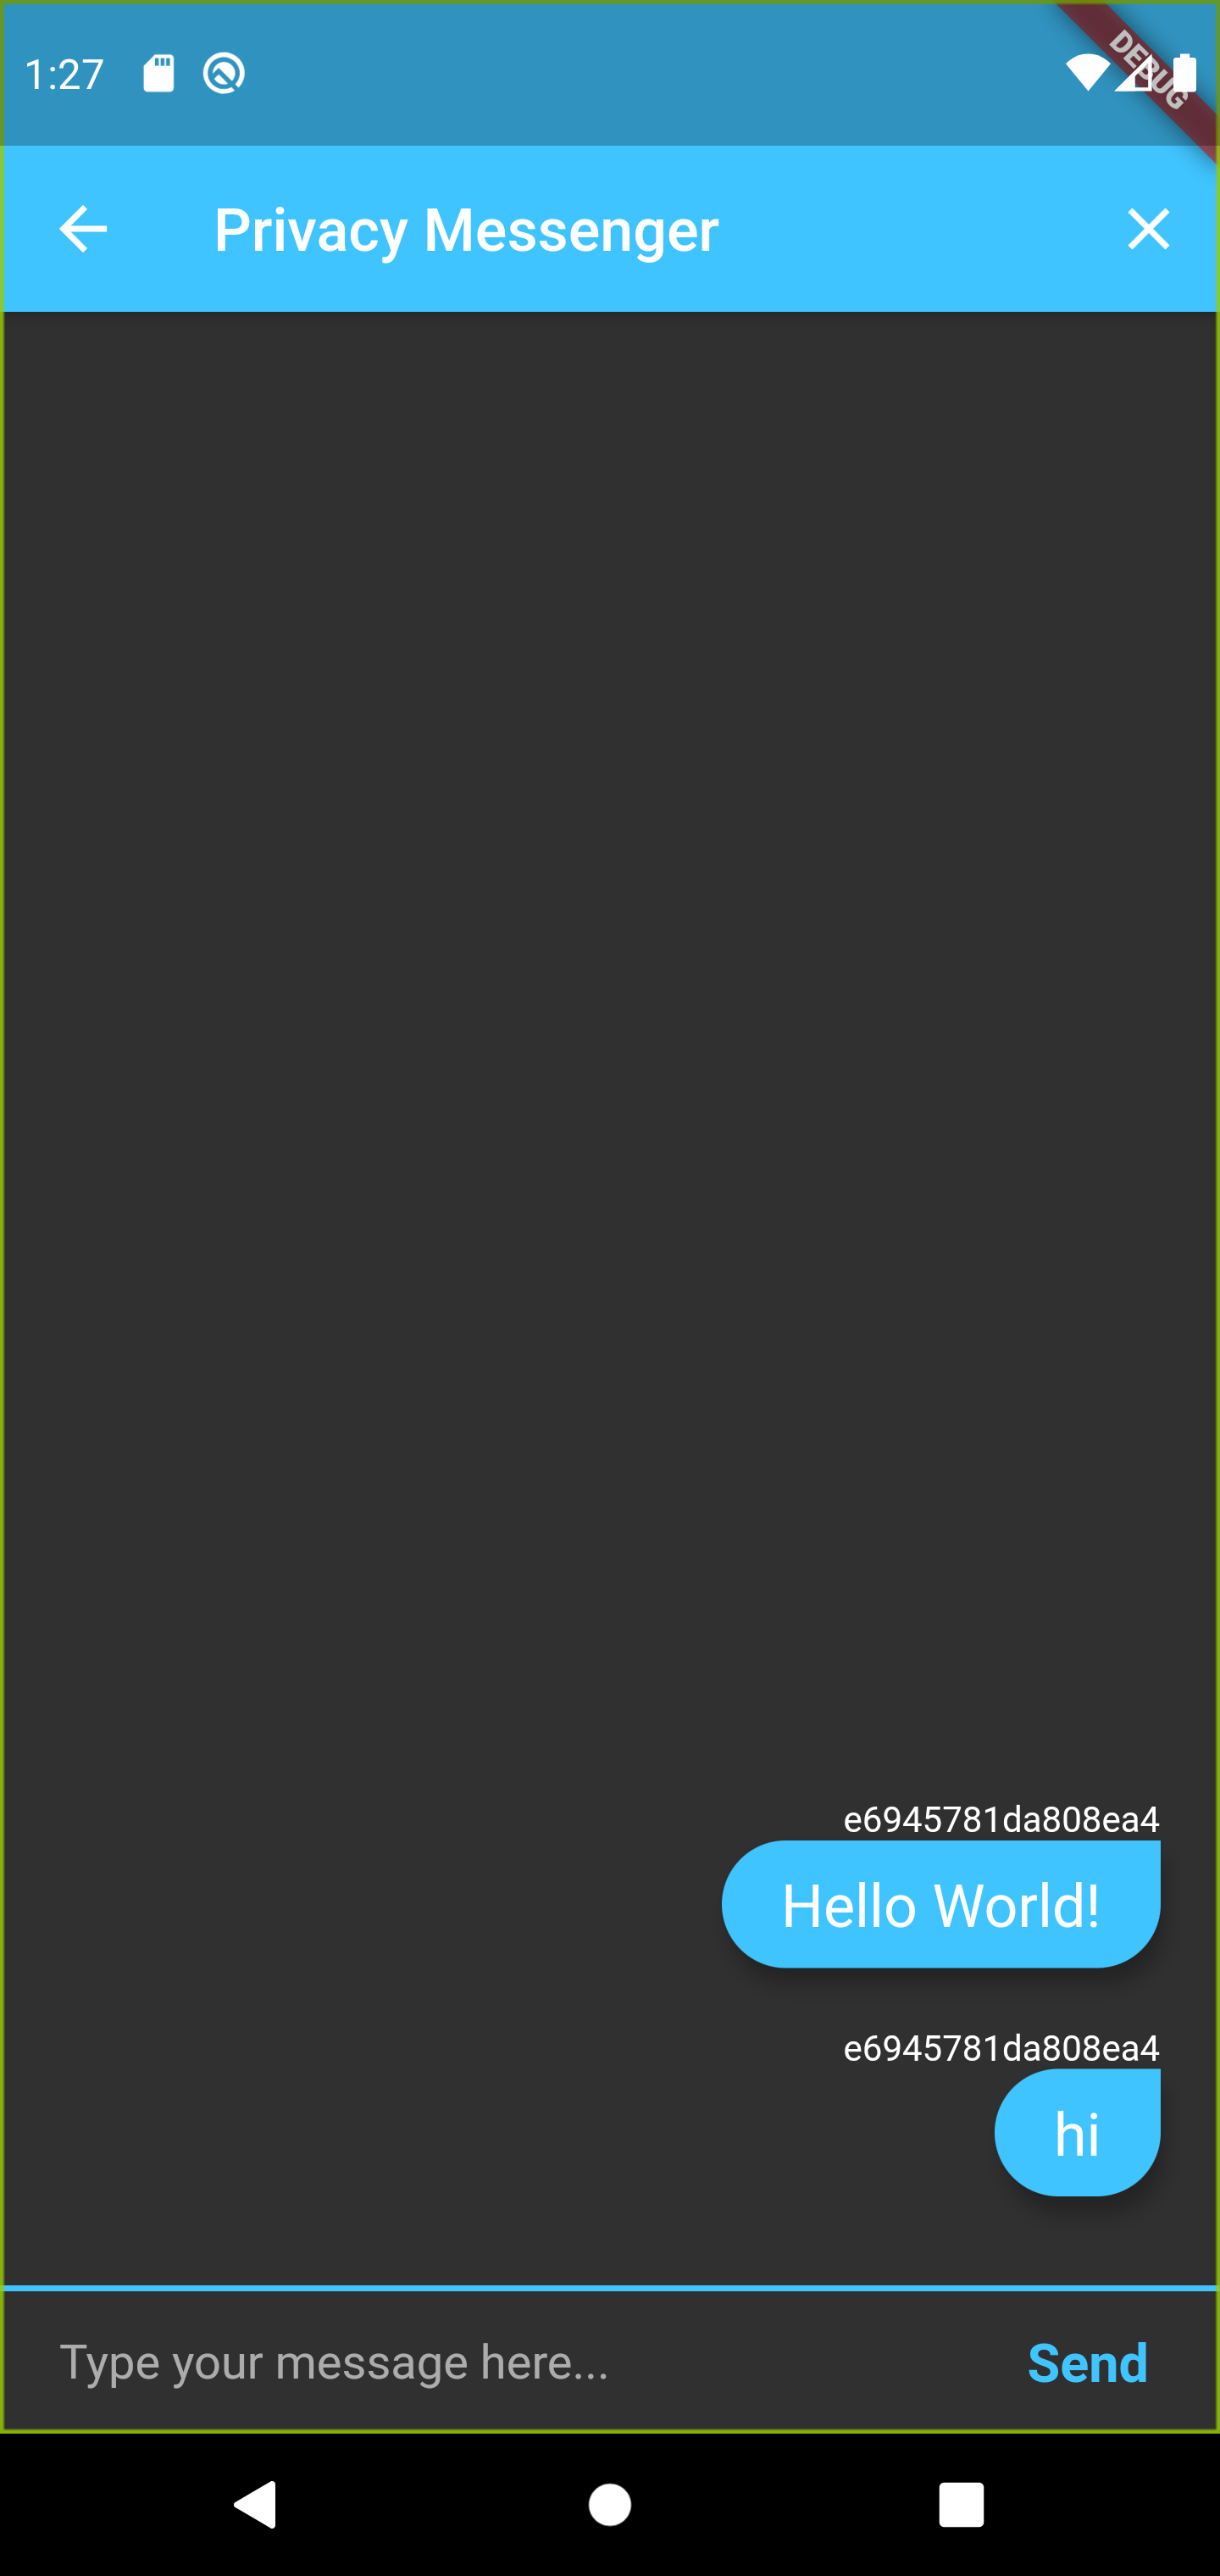 1:27
DEBUG
Privacy Messenger
e6945781da808ea4
Hello World!
e6945781da808ea4
hi
Type your message here...
Send